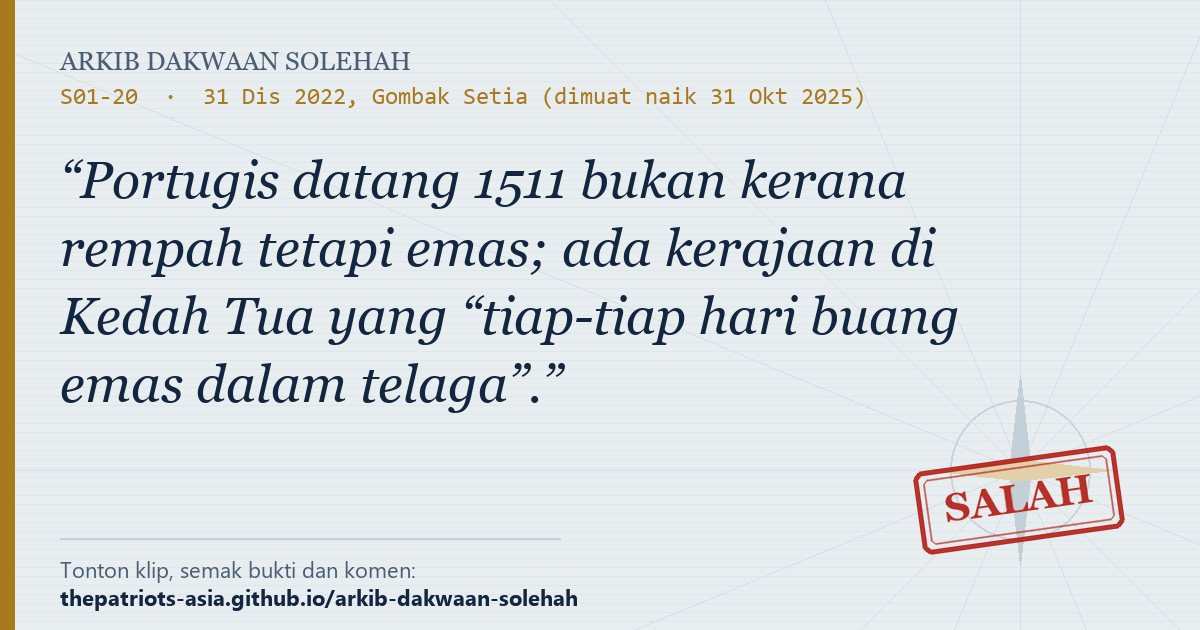 ARKIB DAKWAAN SOLEHAH
S01-20 · 31 Dis 2022, Gombak Setia (dimuat naik 31 Okt 2025)
“Portugis datang 1511 bukan kerana
rempah tetapi emas; ada kerajaan di
Kedah Tua yang “tiap-tiap hari buang
emas dalam telaga”.”
SALAH
Tonton klip, semak bukti dan komen:
thepatriots-asia.github.io/arkib-dakwaan-solehah